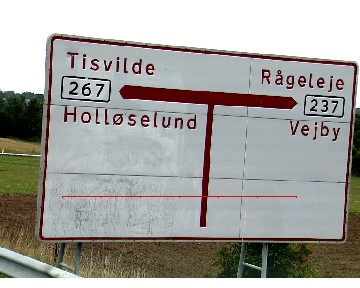 Tisvilde
267
Holløselund
Rågeleje
237
Vejby